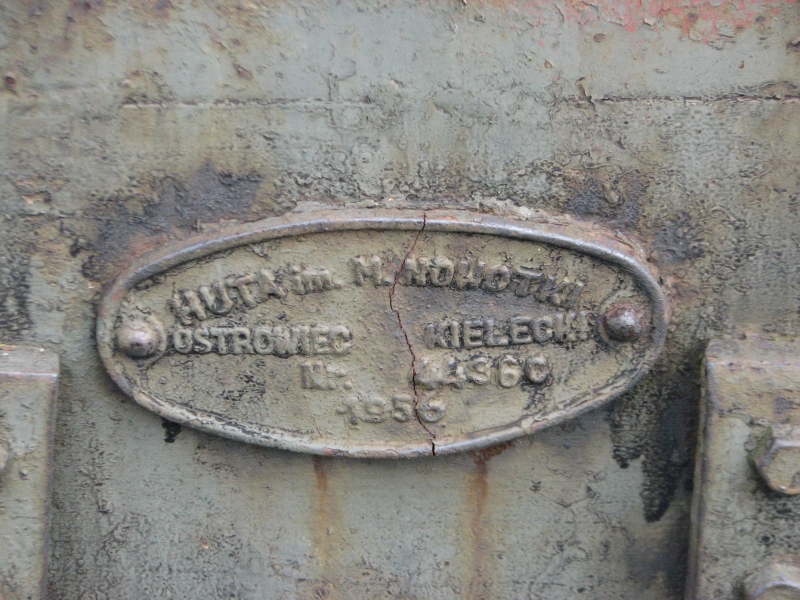 HUTA im. M. NOWOTKI
OSTROWIEC KIELECKI
Nr. 44360
1956